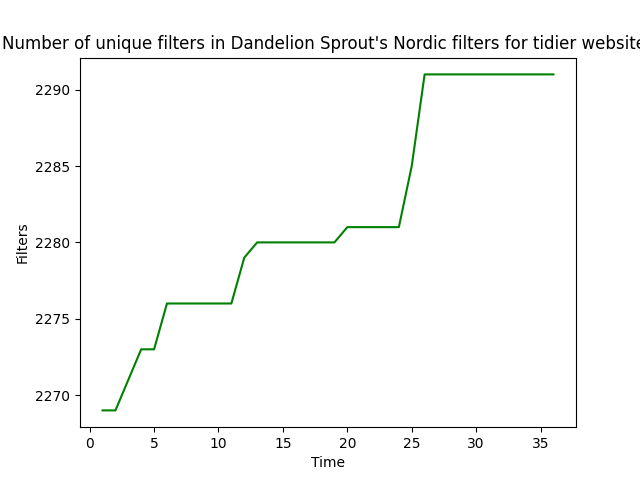 Number of unique filters in Dandelion Sprout's Nordic filters for tidier website
2290
2285
2280
2275
2270
Filters
0 5 10 15 20 25 30 35
Time